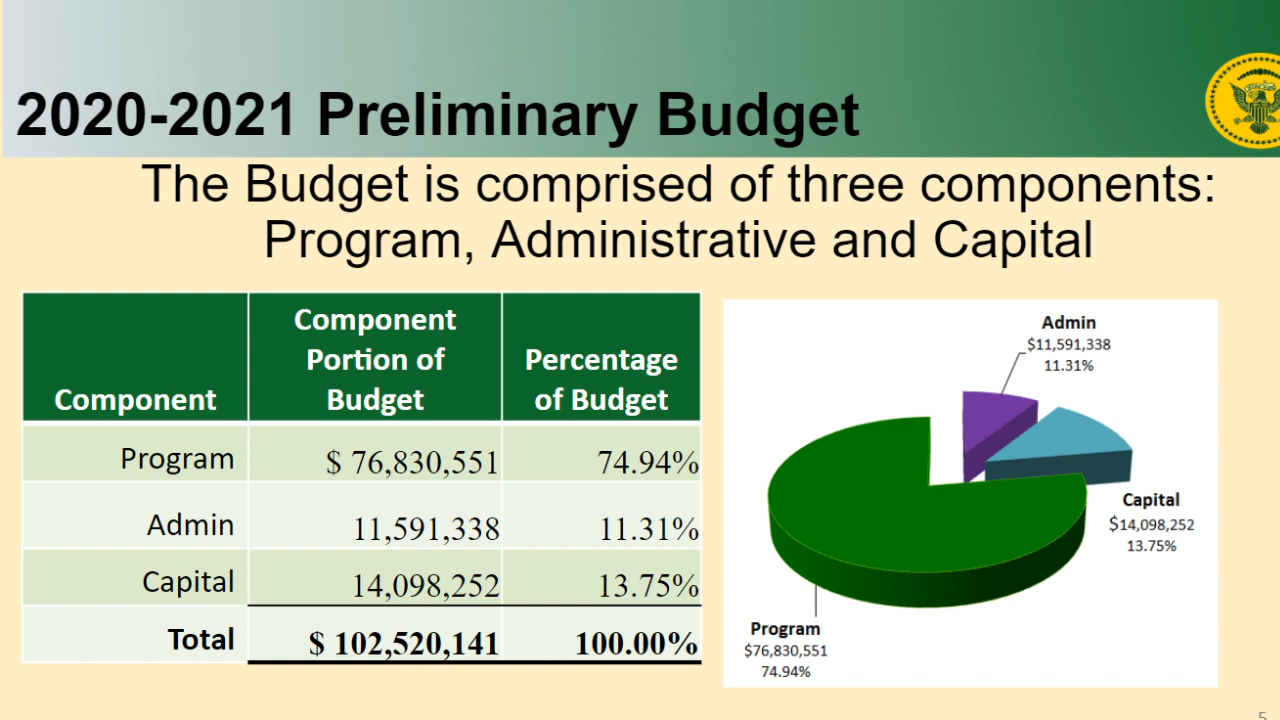 2020-2021 Preliminary Budget
The Budget is comprised of three components:
Program, Administrative and Capital
Component
Component
Portion of
Budget
Percentage
of Budget
Program $ 76,830,551 74.94%
Admin 11,591,338 11.31%
Capital 14,098,252 13.75%
Total $ 102,520,141 100.00%
Admin
$11,591,338
11.31%
Capital
$14,098,252
13.75%
Program
$76,830,551
74.94%
5